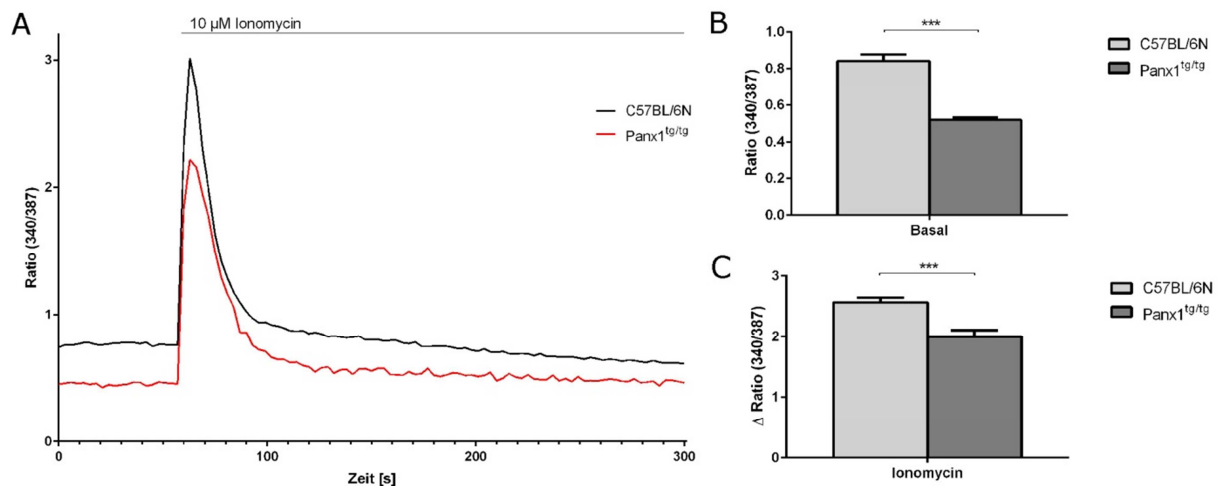 A
10 µM Ionomycin
3
2
1
0
Ratio (340/387)
0
100
200
300
Zeit [s]
C57BL/6N
Panx1tg/tg
B
***
1.0
0.8
0.6
0.4
0.2
0.0
Ratio (340/387)
Basal
C57BL/6N
Panx1tg/tg
C
***
3
2
1
0
Δ Ratio (340/387)
Ionomycin
C57BL/6N
Panx1tg/tg